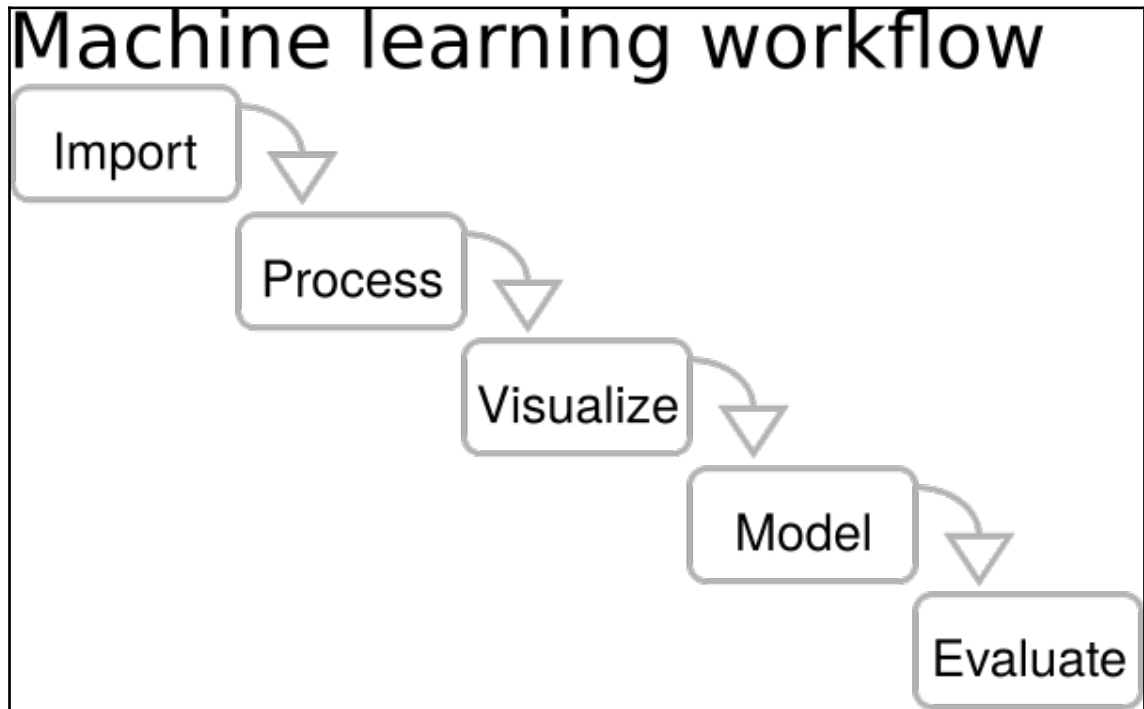 Machine learning workflow
Import
Process
Visualize
Model
Evaluate